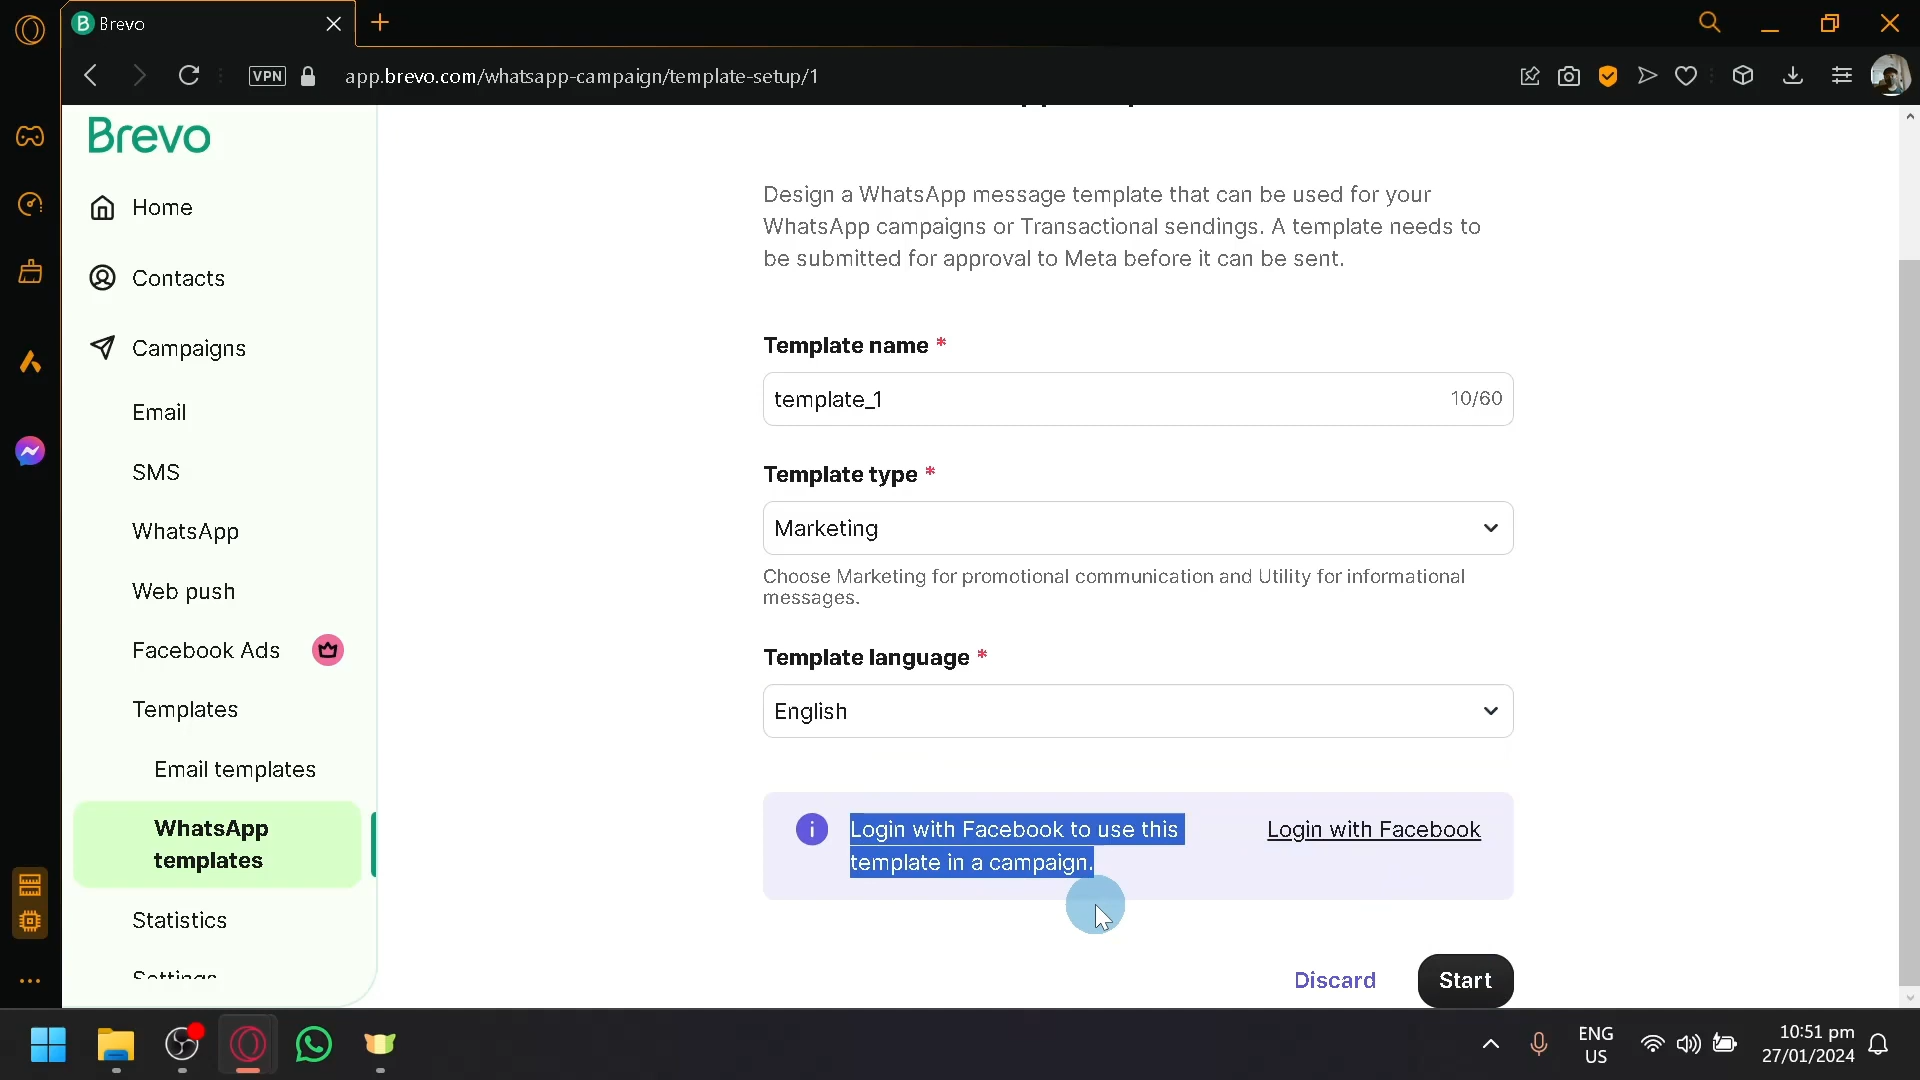 Brevo
VPN
app.brevo.com/whatsapp-campaign/template-setup/1
Brevo
Home
Contacts
Campaigns
Email
SMS
WhatsApp
Web push
Facebook Ads
Templates
Email templates
WhatsApp
templates
Statistics
Settings
Design a WhatsApp message template that can be used for your
WhatsApp campaigns or Transactional sendings. A template needs to
be submitted for approval to Meta before it can be sent.
Template name *
template_1 10/60
Template type *
Marketing
Choose Marketing for promotional communication and Utility for informational
messages.
Template language *
English
Login with Facebook to use this
template in a campaign.
Login with Facebook
Discard
Start
ENG
US
10:51 pm
27/01/2024